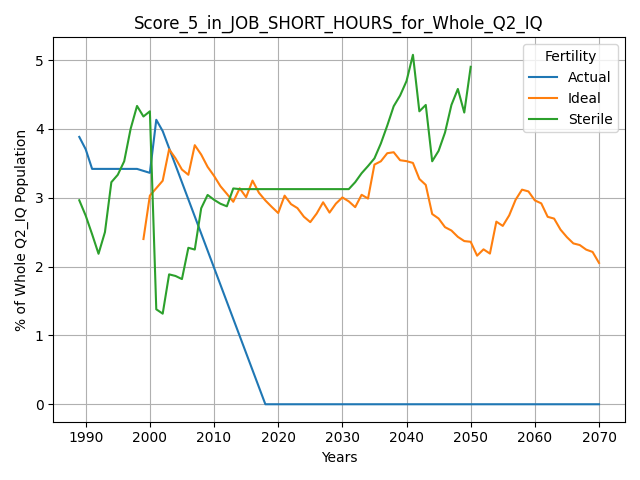 Score_5_in_JOB_SHORT_HOURS_for_Whole_Q2_IQ
% of Whole Q2_IQ Population
5
4
3
2
1
0
Fertility
Actual
Ideal
Sterile
1990 2000 2010 2020 2030 2040 2050 2060 2070
Years